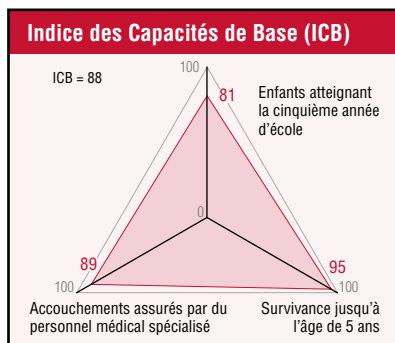 Indice des Capacités de Base (ICB)
100
ICB = 88
81
Enfants atteignant
la cinquième année
d'école
0
89
95
100
100
Accouchements assurés par du
personnel médical spécialisé
Survivance jusqu'à
l'âge de 5 ans